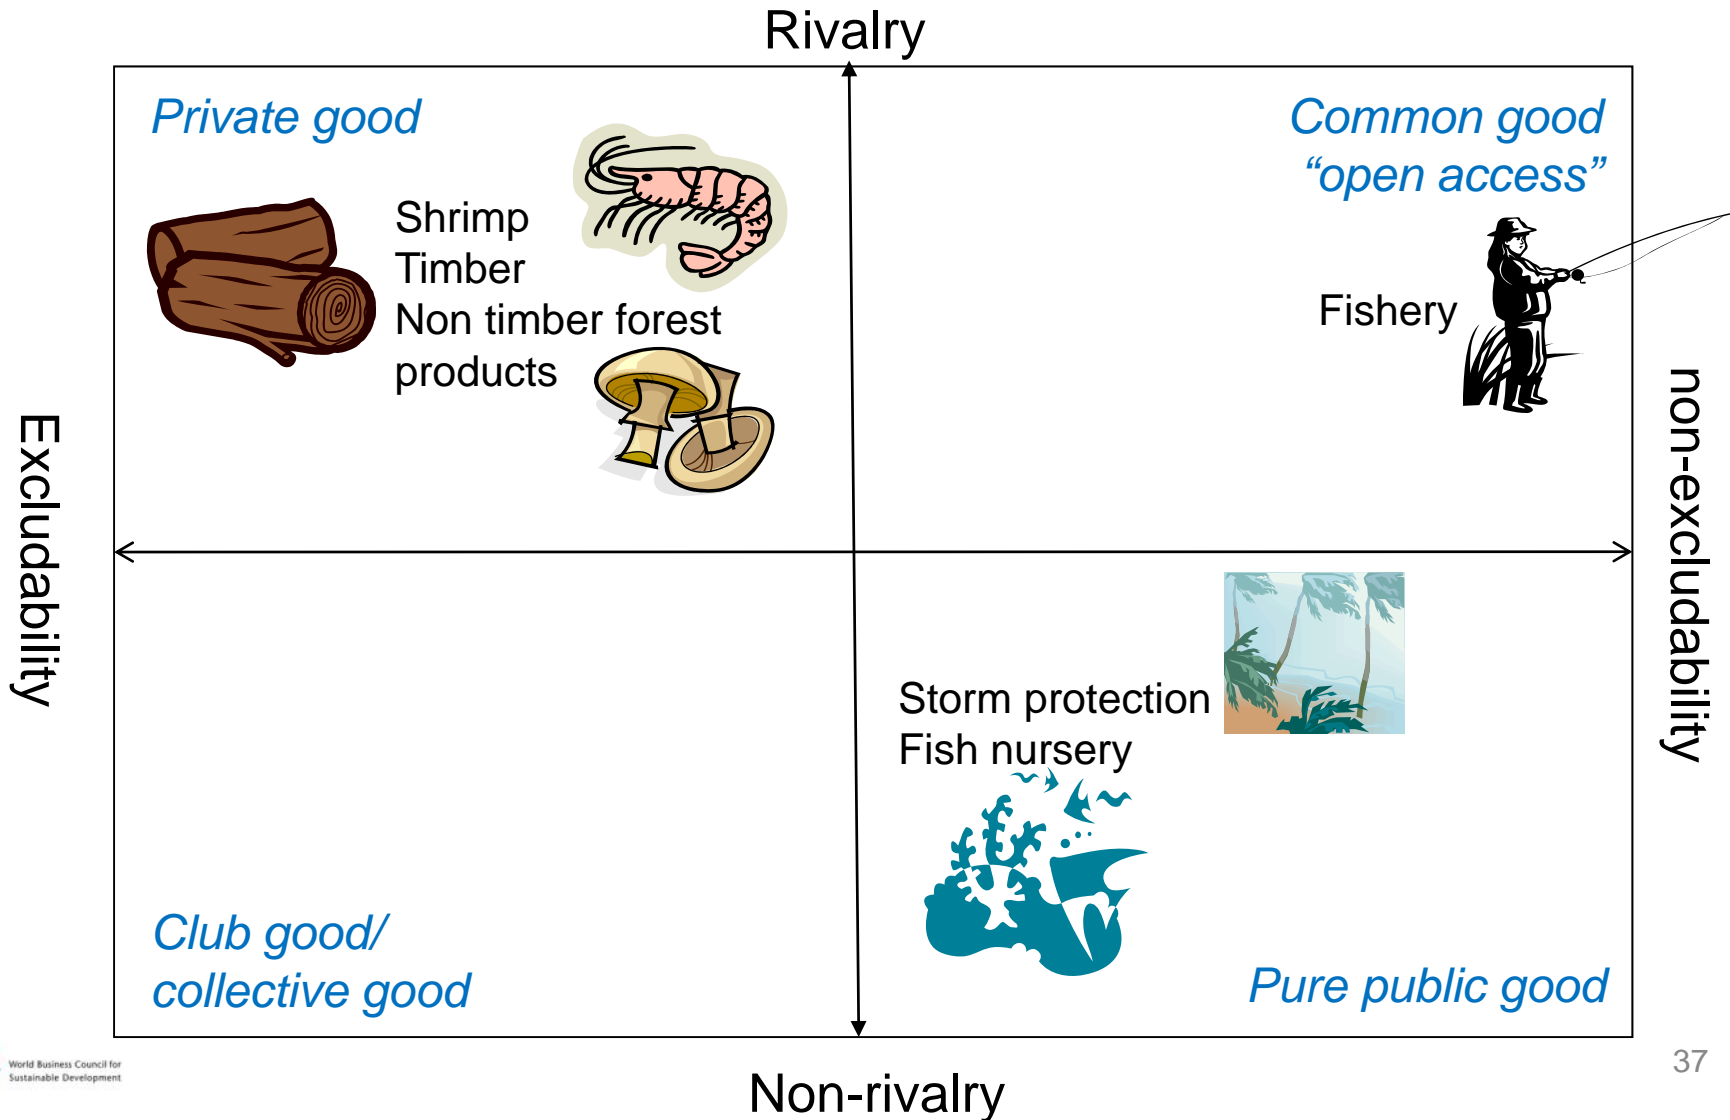 Rivalry
Private good
Common good
“open access”
Shrimp
Timber
Non timber forest
products
Fishery
Excludability
non-excludability
Storm protection
Fish nursery
Club good/
collective good
Pure public good
World Business Council for
Sustainable Development
Non-rivalry
37